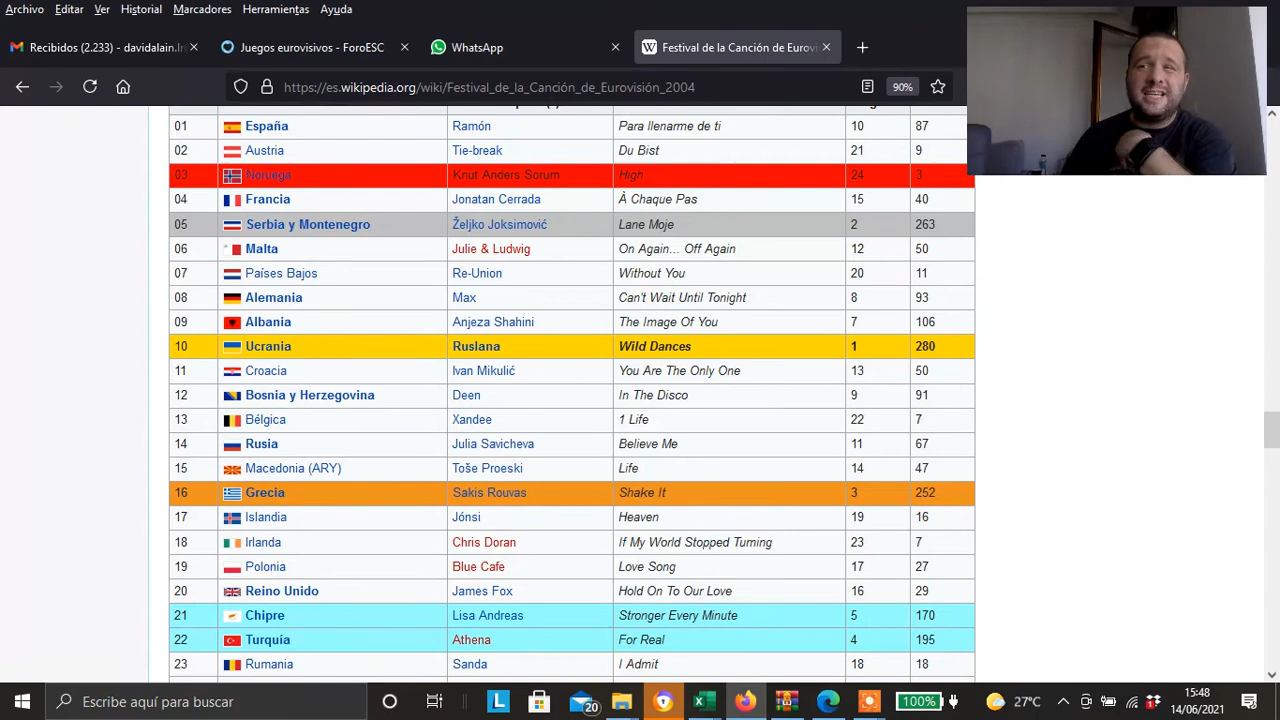 Archivo Editar Ver Historial Marcadores Herramientas Ayuda
Recibidos (2.233) - davidalain.lr
Juegos eurovisivos - ForoESC
WhatsApp
Festival de la Canción de Eurovi
https://es.wikipedia.org/wiki/Festival_de_la_Canción_de_Eurovisión_2004 90%
01 España Ramón Para llenarme de ti 10 87
02 Austria Tie-break Du Bist 21 9
03 Noruega Knut Anders Sorum High 24 3
04 Francia Jonatan Cerrada À Chaque Pas 15 40
05 Serbia y Montenegro Željko Joksimović Lane Moje 2 263
06 Malta Julie & Ludwig On Again... Off Again 12 50
07 Países Bajos Re-Union Without You 20 11
08 Alemania Max Can't Wait Until Tonight 8 93
09 Albania Anjeza Shahini The Image Of You 7 106
10 Ucrania Ruslana Wild Dances 1 280
11 Croacia Ivan Mikulić You Are The Only One 13 50
12 Bosnia y Herzegovina Deen In The Disco 9 91
13 Bélgica Xandee 1 Life 22 7
14 Rusia Julia Savicheva Believe Me 11 67
15 Macedonia (ARY) Toše Proeski Life 14 47
16 Grecia Sakis Rouvas Shake It 3 252
17 Islandia Jónsi Heaven 19 16
18 Irlanda Chris Doran If My World Stopped Turning 23 7
19 Polonia Blue Cafe Love Song 17 27
20 Reino Unido James Fox Hold On To Our Love 16 29
21 Chipre Lisa Andreas Stronger Every Minute 5 170
22 Turquía Athena For Real 4 195
23 Rumania Sanda I Admit 18 18
Escribe aquí para buscar
L
20
100%
27°C
15:48
14/06/2021